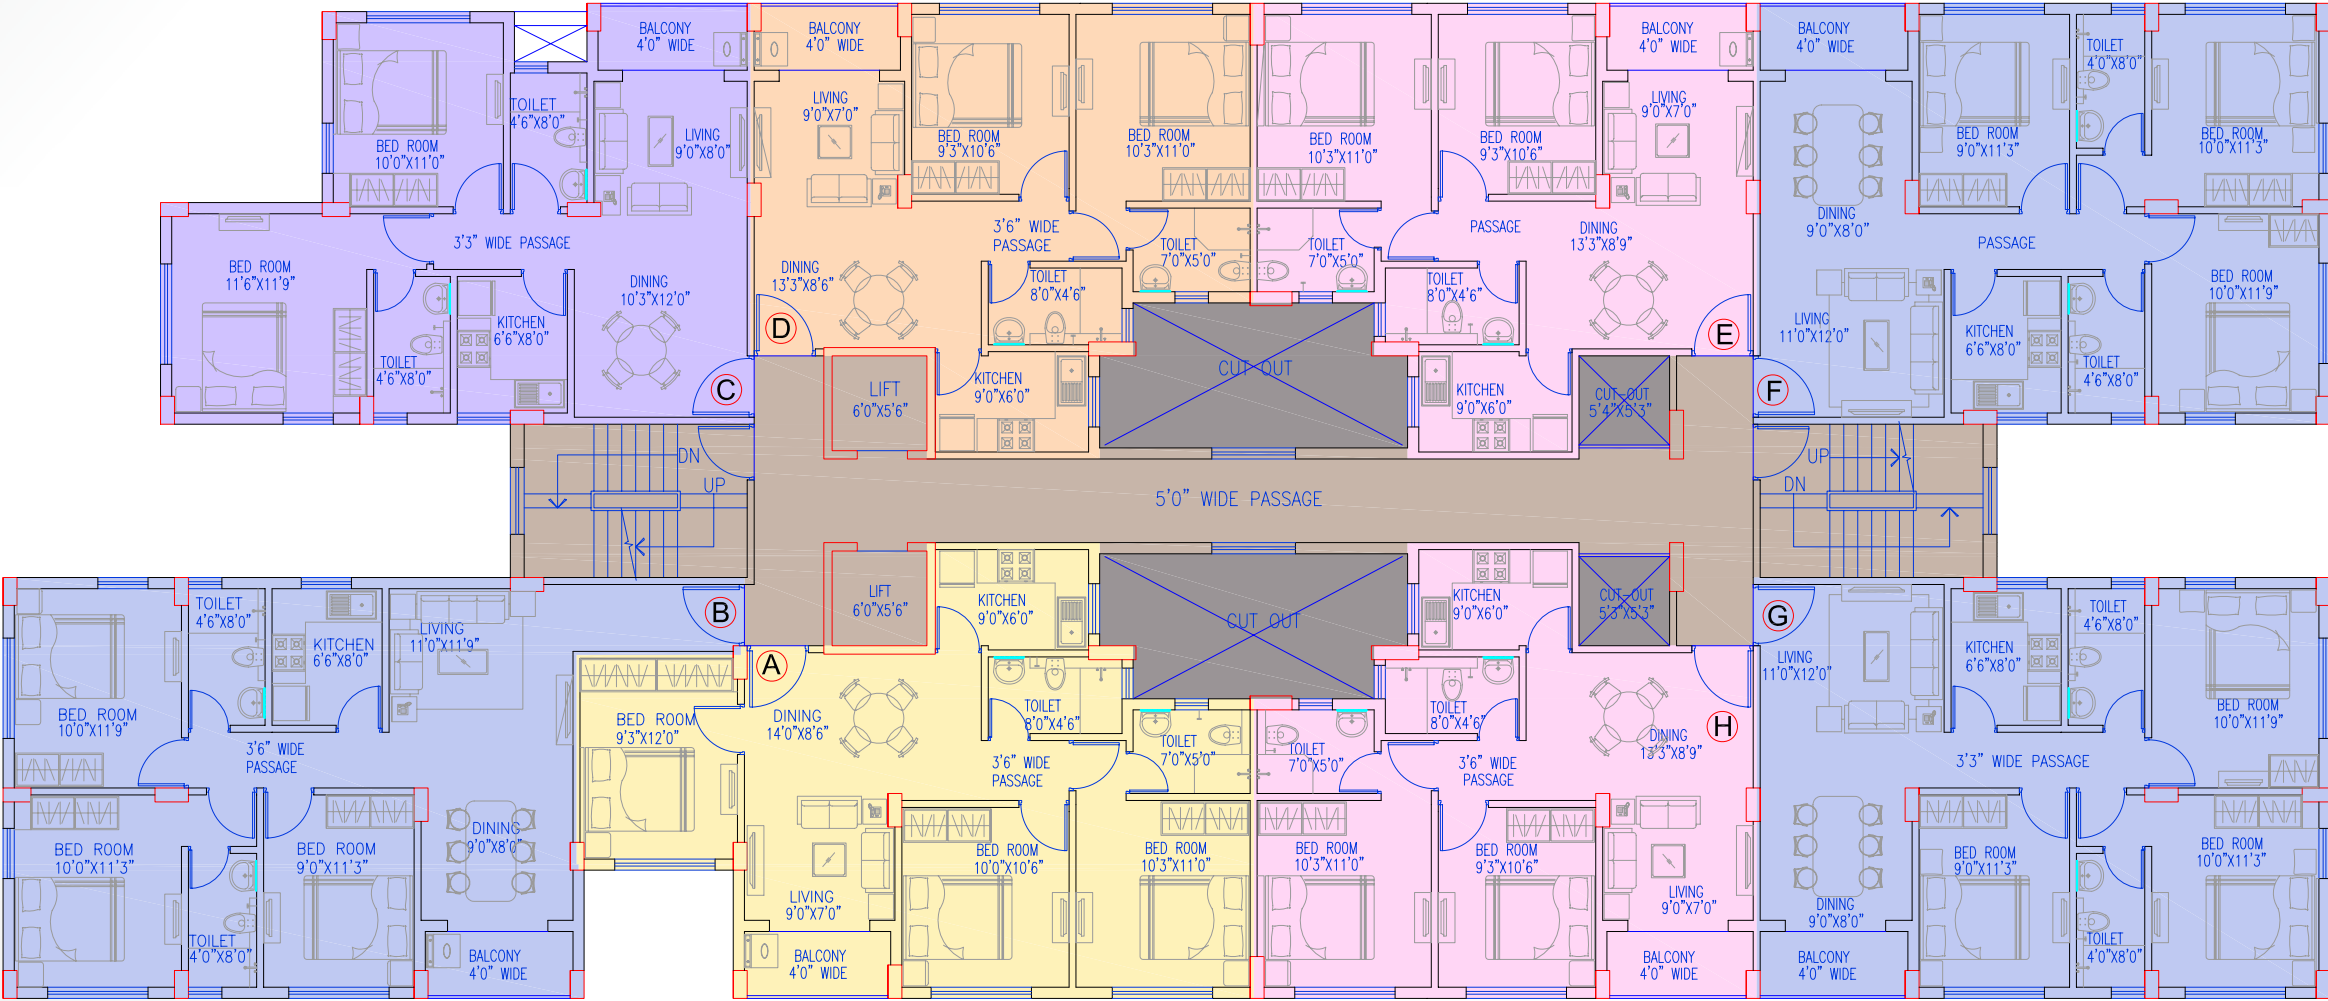 BALCONY
4'0" WIDE
BED ROOM
10'0"X11'0"
TOILET
4'6"X8'0"
LIVING
9'0"X8'0"
BED ROOM
11'6"X11'9"
3'3" WIDE PASSAGE
DINING
10'3"X12'0"
KITCHEN
6'6"X8'0"
TOILET
4'6"X8'0"
C
BALCONY
4'0" WIDE
LIVING
9'0"X7'0"
BED ROOM
9'3"X10'6"
BED ROOM
10'3"X11'0"
3'6" WIDE
PASSAGE
TOILET
7'0"X5'0"
DINING
13'3"X8'6"
TOILET
8'0"X4'6"
D
KITCHEN
9'0"X6'0"
BED ROOM
10'3"X11'0"
BED ROOM
9'3"X10'6"
BALCONY
4'0" WIDE
LIVING
9'0"X7'0"
TOILET
7'0"X5'0"
PASSAGE
DINING
13'3"X8'9"
TOILET
8'0"X4'6"
E
KITCHEN
9'0"X6'0"
BALCONY
4'0" WIDE
BED ROOM
9'0"X11'3"
TOILET
4'0"X8'0"
BED ROOM
10'0"X11'3"
DINING
9'0"X8'0"
PASSAGE
BED ROOM
10'0"X11'9"
LIVING
11'0"X12'0"
KITCHEN
6'6"X8'0"
TOILET
4'6"X8'0"
F
LIFT
6'0"X5'6"
CUT OUT
CUT-OUT
5'4"X5'3"
DN
UP
5'0" WIDE PASSAGE
UP
DN
LIFT
6'0"X5'6"
CUT OUT
CUT-OUT
5'3"X5'3"
B
TOILET
4'6"X8'0"
KITCHEN
6'6"X8'0"
LIVING
11'0"X11'9"
BED ROOM
10'0"X11'9"
3'6" WIDE
PASSAGE
DINING
9'0"X8'0"
BED ROOM
10'0"X11'3"
BED ROOM
9'0"X11'3"
TOILET
4'0"X8'0"
BALCONY
4'0" WIDE
A
KITCHEN
9'0"X6'0"
BED ROOM
9'3"X12'0"
DINING
14'0"X8'6"
TOILET
8'0"X4'6"
TOILET
7'0"X5'0"
3'6" WIDE
PASSAGE
BED ROOM
10'0"X10'6"
BED ROOM
10'3"X11'0"
LIVING
9'0"X7'0"
BALCONY
4'0" WIDE
KITCHEN
9'0"X6'0"
TOILET
8'0"X4'6"
H
TOILET
7'0"X5'0"
3'6" WIDE
PASSAGE
DINING
13'3"X8'9"
BED ROOM
10'3"X11'0"
BED ROOM
9'3"X10'6"
LIVING
9'0"X7'0"
BALCONY
4'0" WIDE
G
LIVING
11'0"X12'0"
KITCHEN
6'6"X8'0"
TOILET
4'6"X8'0"
BED ROOM
10'0"X11'9"
3'3" WIDE PASSAGE
BED ROOM
9'0"X11'3"
BED ROOM
10'0"X11'3"
DINING
9'0"X8'0"
TOILET
4'0"X8'0"
BALCONY
4'0" WIDE